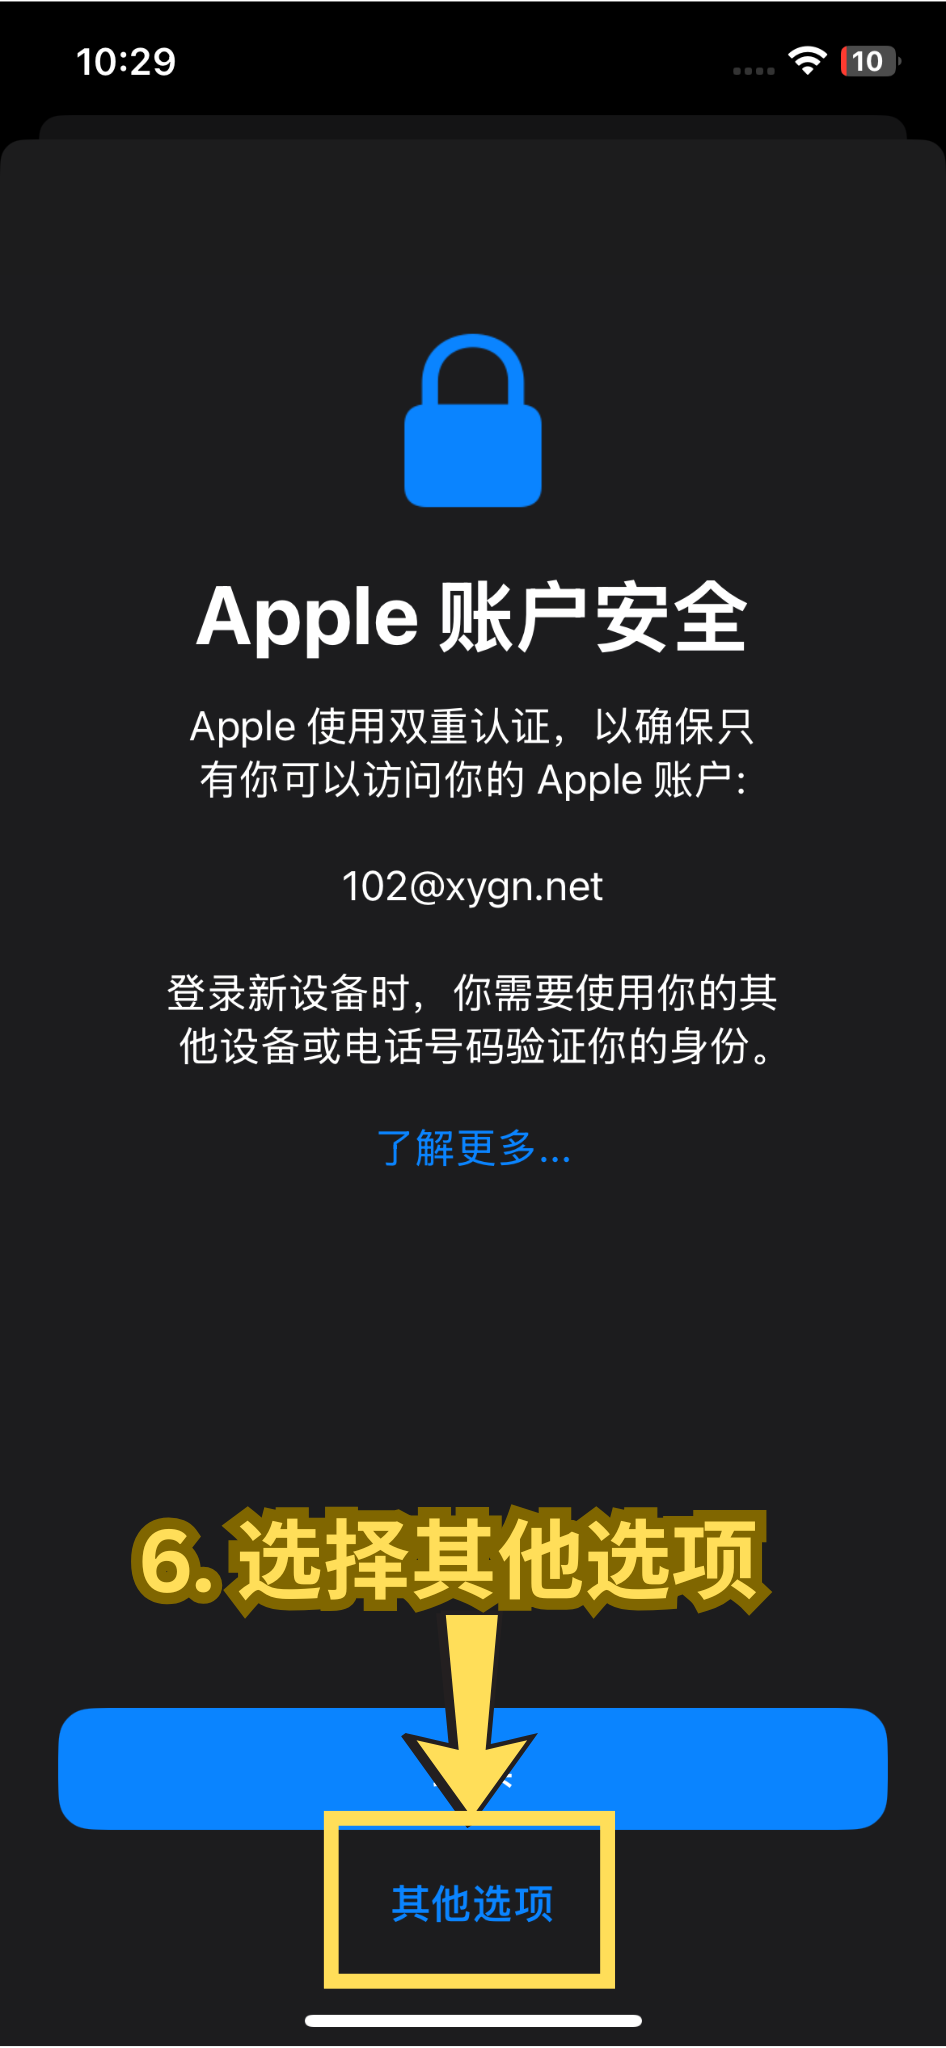 10:29
10
Apple 账户安全
Apple 使用双重认证，以确保只
有你可以访问你的 Apple 账户:
102@xygn.net
登录新设备时，你需要使用你的其
他设备或电话号码验证你的身份。
了解更多...
6. 选择其他选项
其他选项